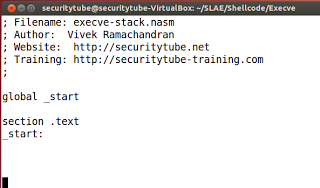 securitytube@securitytube-VirtualBox: ~/SLAE/Shellcode/Execve
; Filename: execve-stack.nasm
; Author:  Vivek Ramachandran
; Website:  http://securitytube.net
; Training: http://securitytube-training.com
;
global _start
section .text
_start: